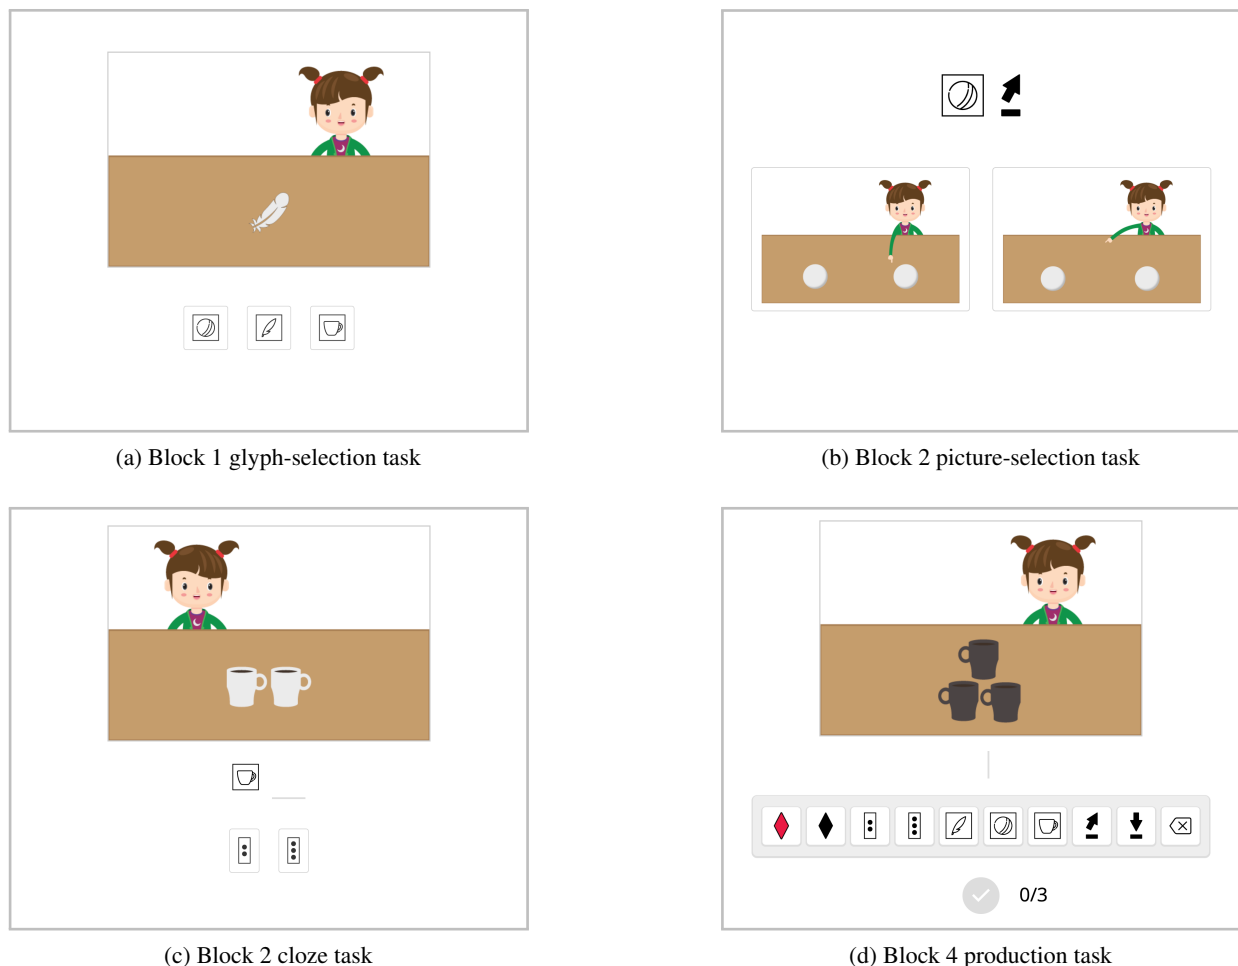 (a) Block 1 glyph-selection task
(b) Block 2 picture-selection task
(c) Block 2 cloze task
0/3
(d) Block 4 production task